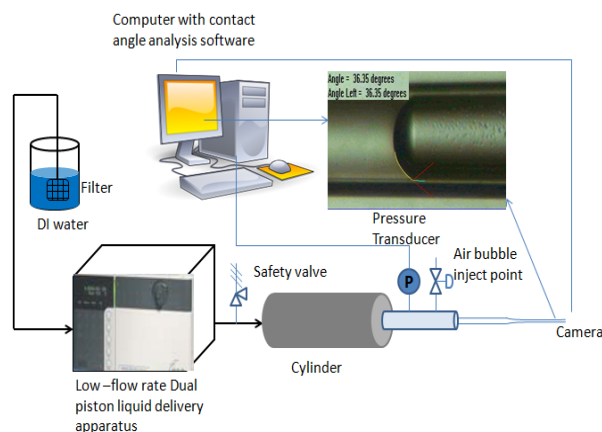 Computer with contact
angle analysis software
Angle = 36.35 degrees
Angle Left = 36.35 degrees
Filter
DI water
Pressure
Transducer
Air bubble
inject point
Safety valve
P
Camera
Cylinder
Low –flow rate Dual
piston liquid delivery
apparatus